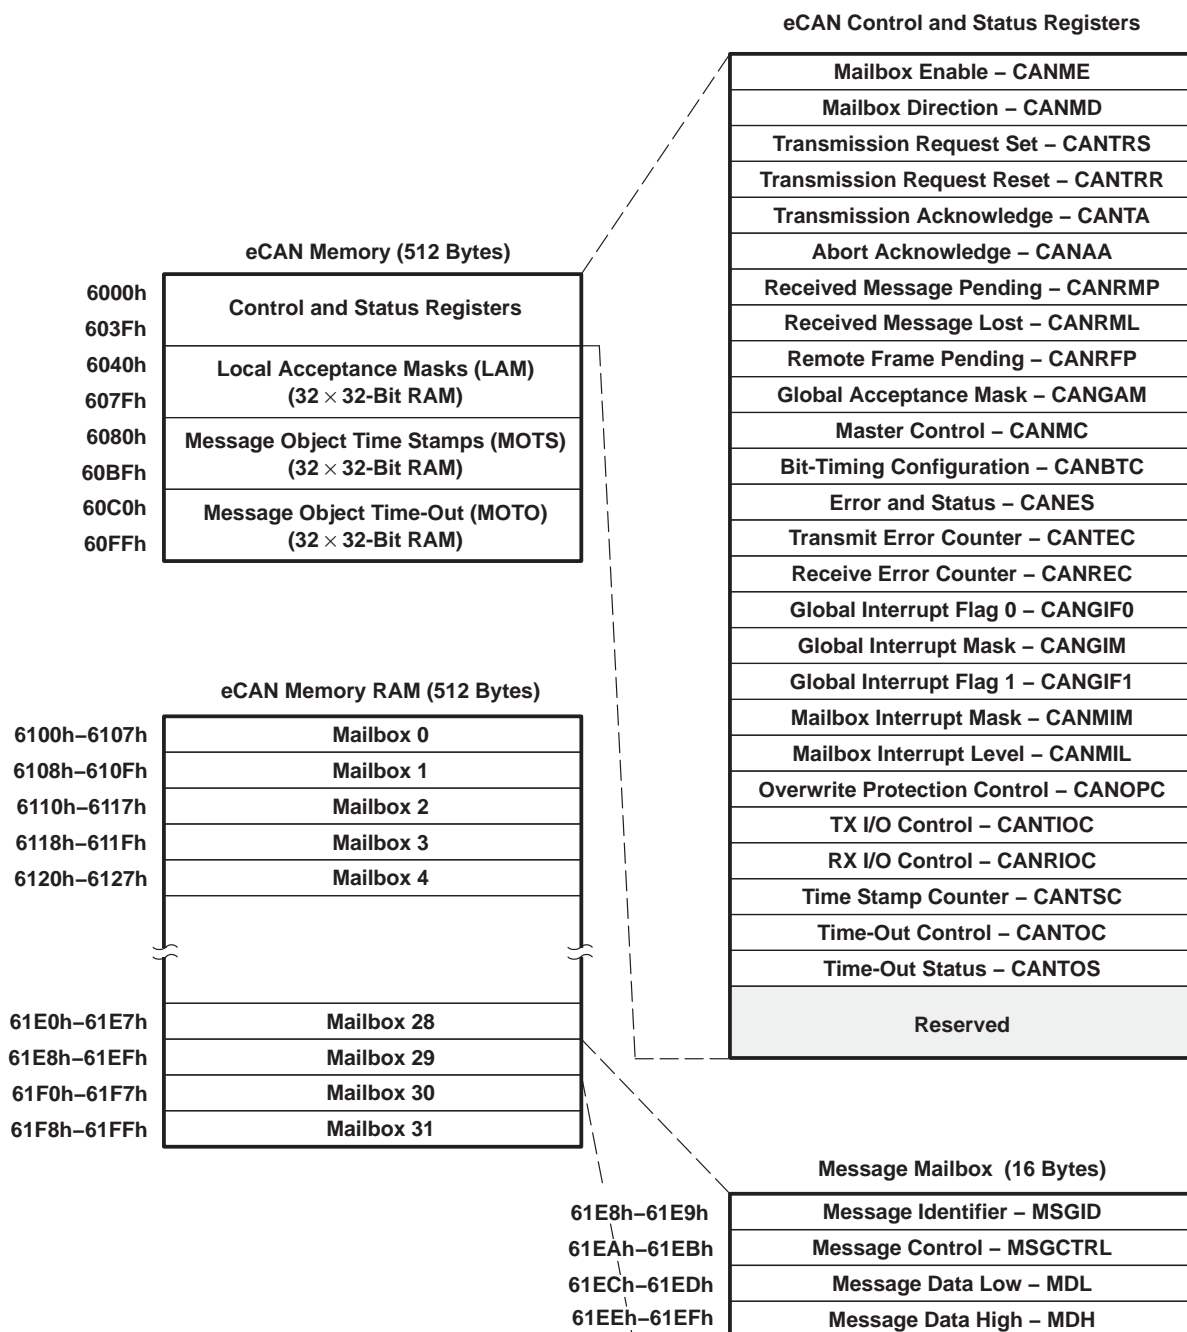 eCAN Control and Status Registers
Mailbox Enable – CANME
Mailbox Direction – CANMD
Transmission Request Set – CANTRS
Transmission Request Reset – CANTRR
Transmission Acknowledge – CANTA
Abort Acknowledge – CANAA
Received Message Pending – CANRMP
Received Message Lost – CANRML
Remote Frame Pending – CANRFP
Global Acceptance Mask – CANGAM
Master Control – CANMC
Bit-Timing Configuration – CANBTC
Error and Status – CANES
Transmit Error Counter – CANTEC
Receive Error Counter – CANREC
Global Interrupt Flag 0 – CANGIF0
Global Interrupt Mask – CANGIM
Global Interrupt Flag 1 – CANGIF1
Mailbox Interrupt Mask – CANMIM
Mailbox Interrupt Level – CANMIL
Overwrite Protection Control – CANOPC
TX I/O Control – CANTIOC
RX I/O Control – CANRIOC
Time Stamp Counter – CANTSC
Time-Out Control – CANTOC
Time-Out Status – CANTOS
Reserved
eCAN Memory (512 Bytes)
6000h
603Fh
Control and Status Registers
6040h
607Fh
Local Acceptance Masks (LAM)
(32 × 32-Bit RAM)
6080h
60BFh
Message Object Time Stamps (MOTS)
(32 × 32-Bit RAM)
60C0h
60FFh
Message Object Time-Out (MOTO)
(32 × 32-Bit RAM)
eCAN Memory RAM (512 Bytes)
6100h–6107h Mailbox 0
6108h–610Fh Mailbox 1
6110h–6117h Mailbox 2
6118h–611Fh Mailbox 3
6120h–6127h Mailbox 4
61E0h–61E7h Mailbox 28
61E8h–61EFh Mailbox 29
61F0h–61F7h Mailbox 30
61F8h–61FFh Mailbox 31
Message Mailbox (16 Bytes)
61E8h–61E9h Message Identifier – MSGID
61EAh–61EBh Message Control – MSGCTRL
61ECh–61EDh Message Data Low – MDL
61EEh–61EFh Message Data High – MDH